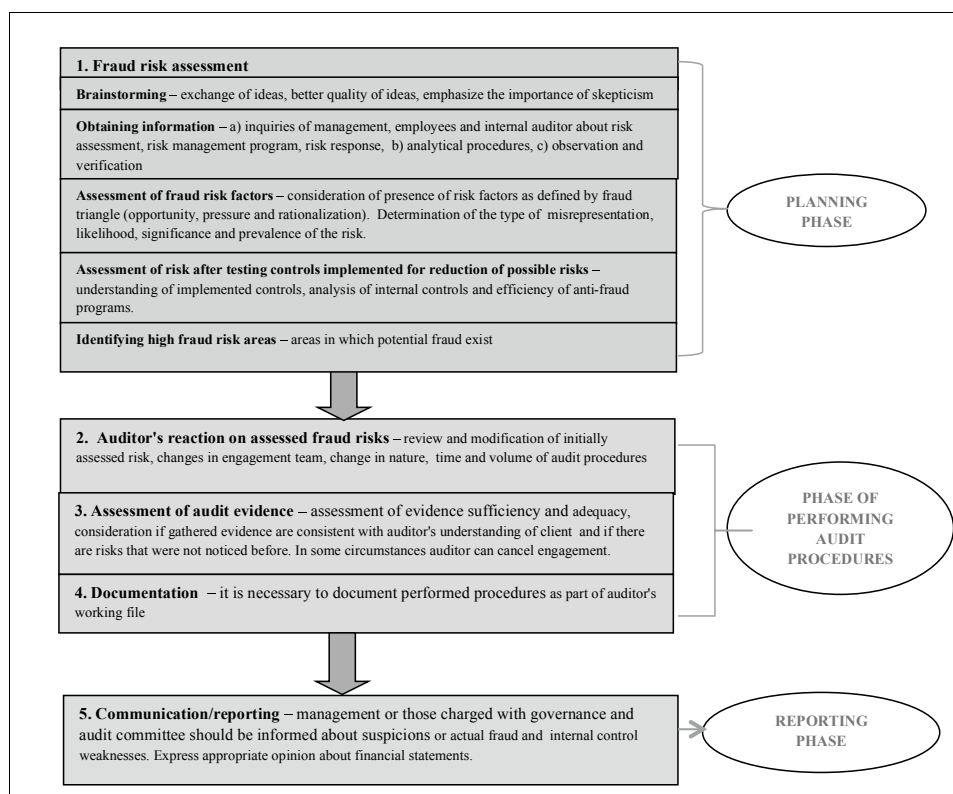 1. Fraud risk assessment
Brainstorming – exchange of ideas, better quality of ideas, emphasize the importance of skepticism
Obtaining information – a) inquiries of management, employees and internal auditor about risk
assessment, risk management program, risk response, b) analytical procedures, c) observation and
verification
Assessment of fraud risk factors – consideration of presence of risk factors as defined by fraud
triangle (opportunity, pressure and rationalization). Determination of the type of misrepresentation,
likelihood, significance and prevalence of the risk.
Assessment of risk after testing controls implemented for reduction of possible risks –
understanding of implemented controls, analysis of internal controls and efficiency of anti-fraud
programs.
Identifying high fraud risk areas – areas in which potential fraud exist
PLANNING
PHASE
2. Auditor's reaction on assessed fraud risks – review and modification of initially
assessed risk, changes in engagement team, change in nature, time and volume of audit procedures
3. Assessment of audit evidence – assessment of evidence sufficiency and adequacy,
consideration if gathered evidence are consistent with auditor's understanding of client and if there
are risks that were not noticed before. In some circumstances auditor can cancel engagement.
4. Documentation – it is necessary to document performed procedures as part of auditor's
working file
PHASE OF
PERFORMING
AUDIT
PROCEDURES
5. Communication/reporting – management or those charged with governance and
audit committee should be informed about suspicions or actual fraud and internal control
weaknesses. Express appropriate opinion about financial statements.
REPORTING
PHASE